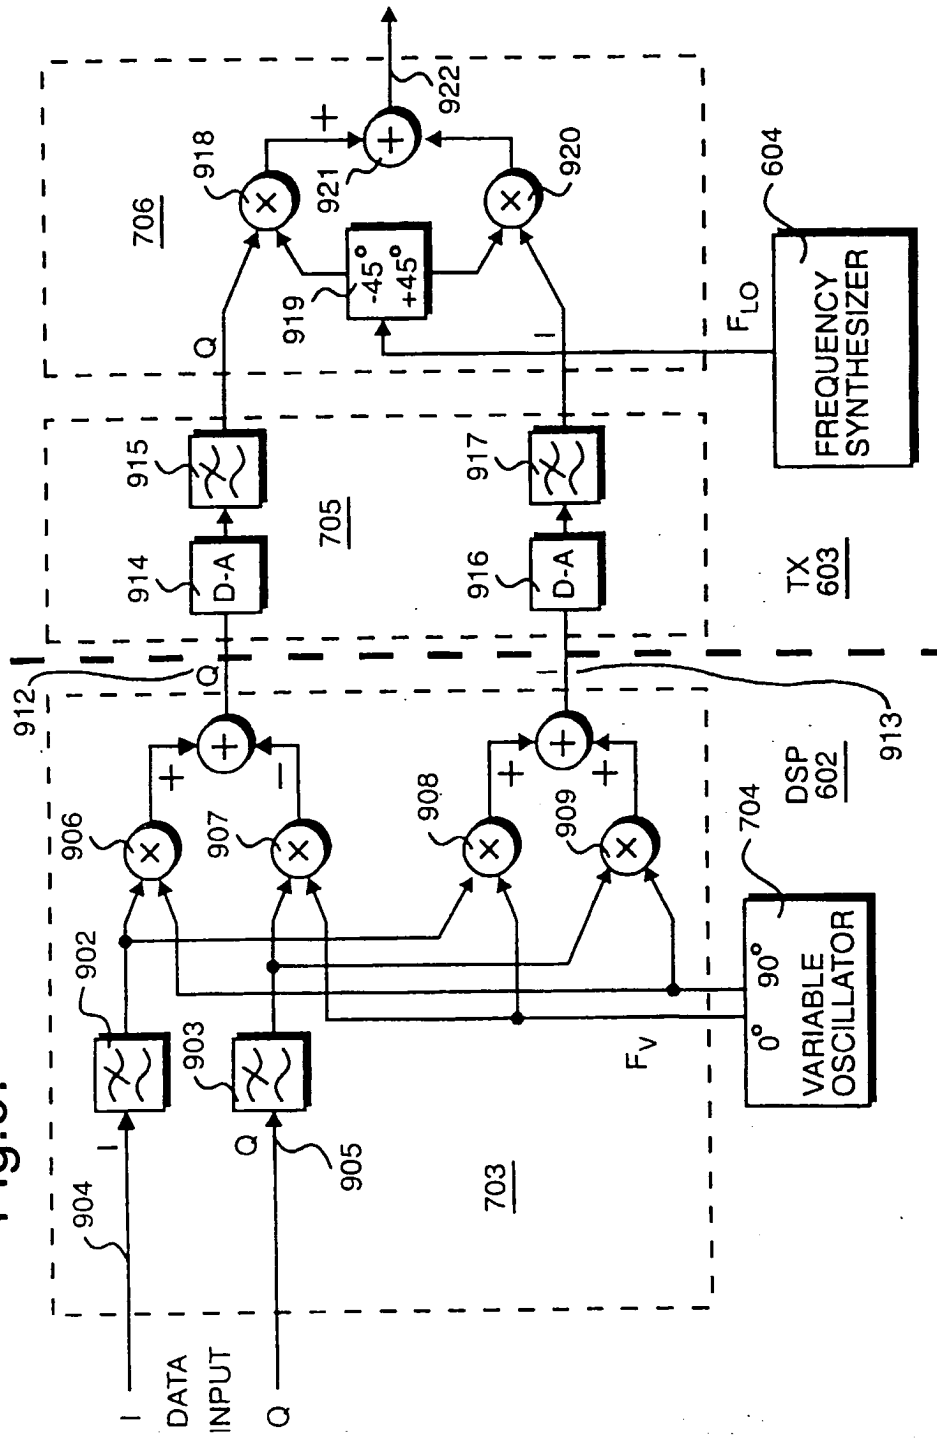 Fig.9.
I
DATA
INPUT
Q
904
I
902
903
Q
905
906
907
908
909
+
−
+
+
703
F_V
0° 90°
VARIABLE
OSCILLATOR
704
DSP
602
912
Q
I
913
914
D-A
915
916
D-A
917
705
TX
603
Q
I
706
918
919
-45°
+45°
920
921
+
922
F_LO
604
FREQUENCY
SYNTHESIZER